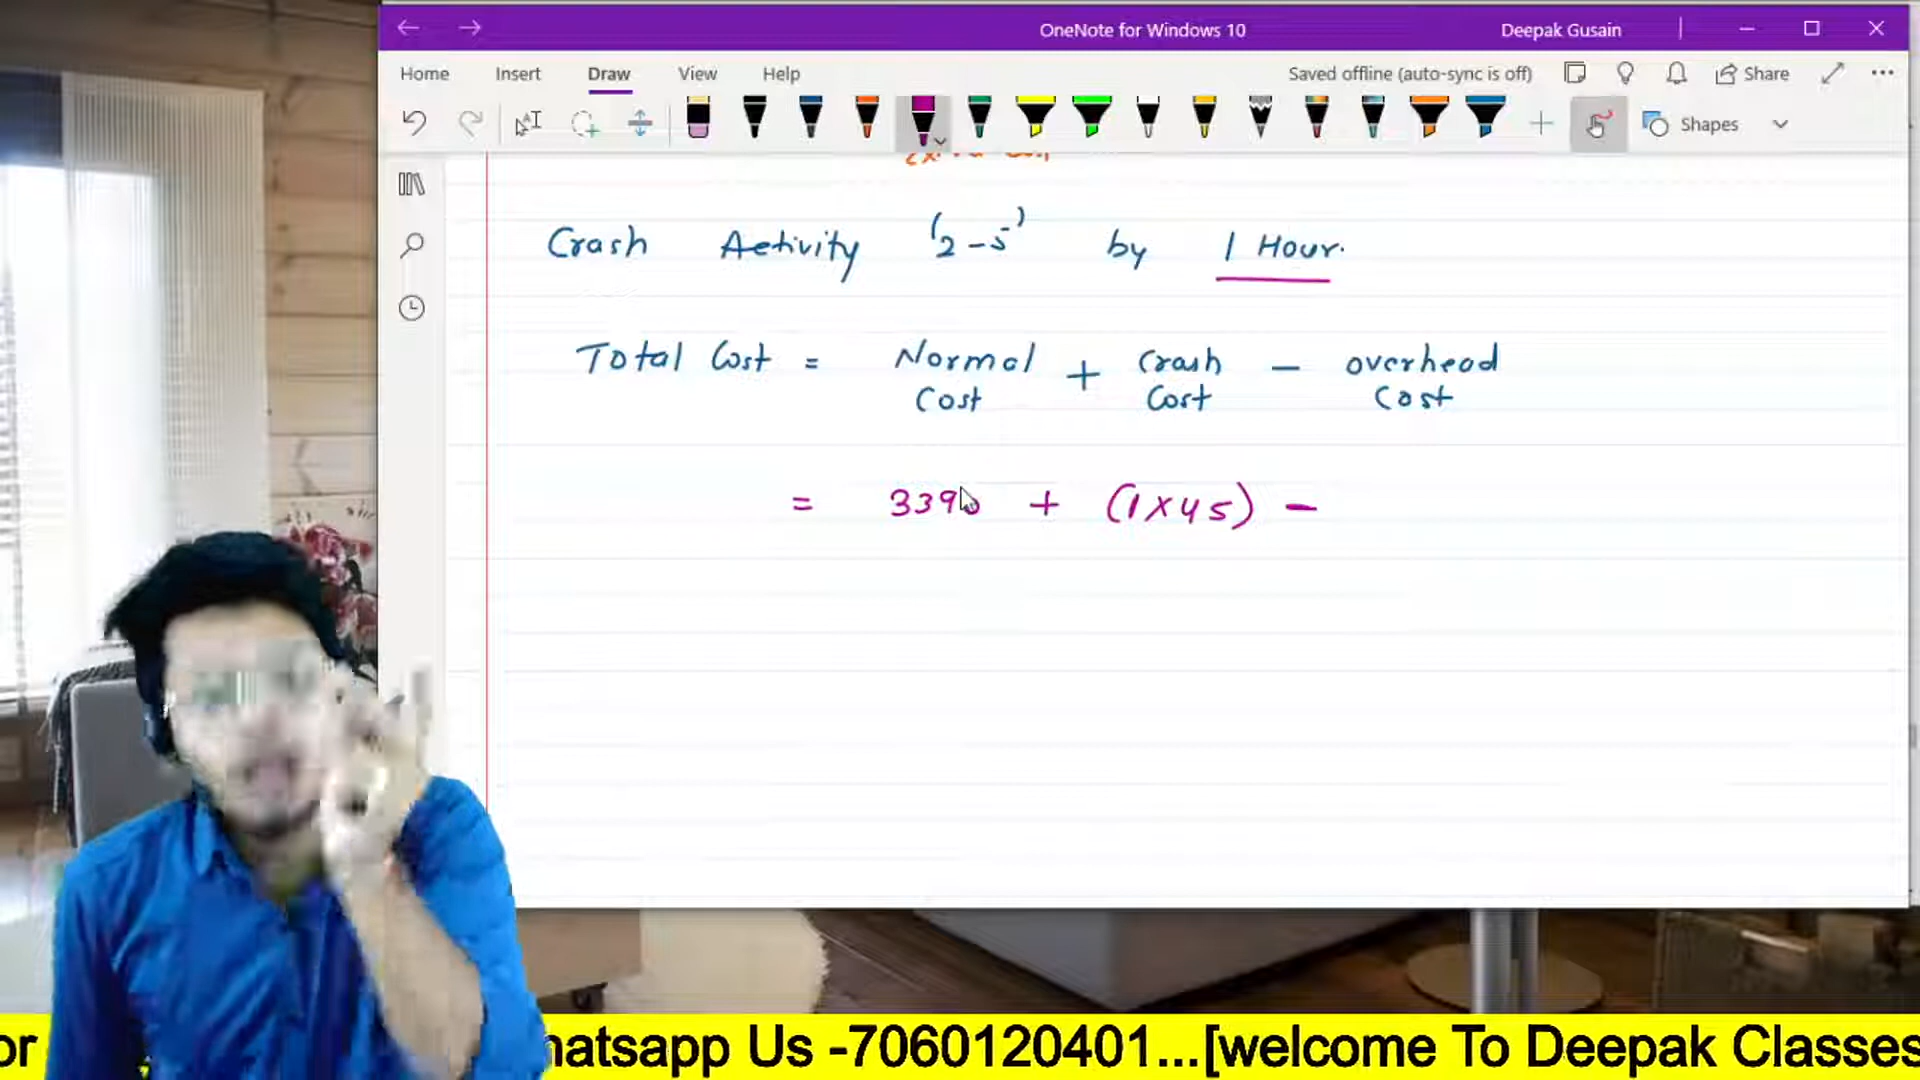 OneNote for Windows 10
Deepak Gusain
Home Insert Draw View Help
Saved offline (auto-sync is off)
Share
Shapes
Crash Activity (2-5) by 1 Hour.
Total Cost = Normal Cost + Crash Cost - overhead Cost
= 3390 + (1x45) -
or
hatsapp Us -7060120401...[welcome To Deepak Classes